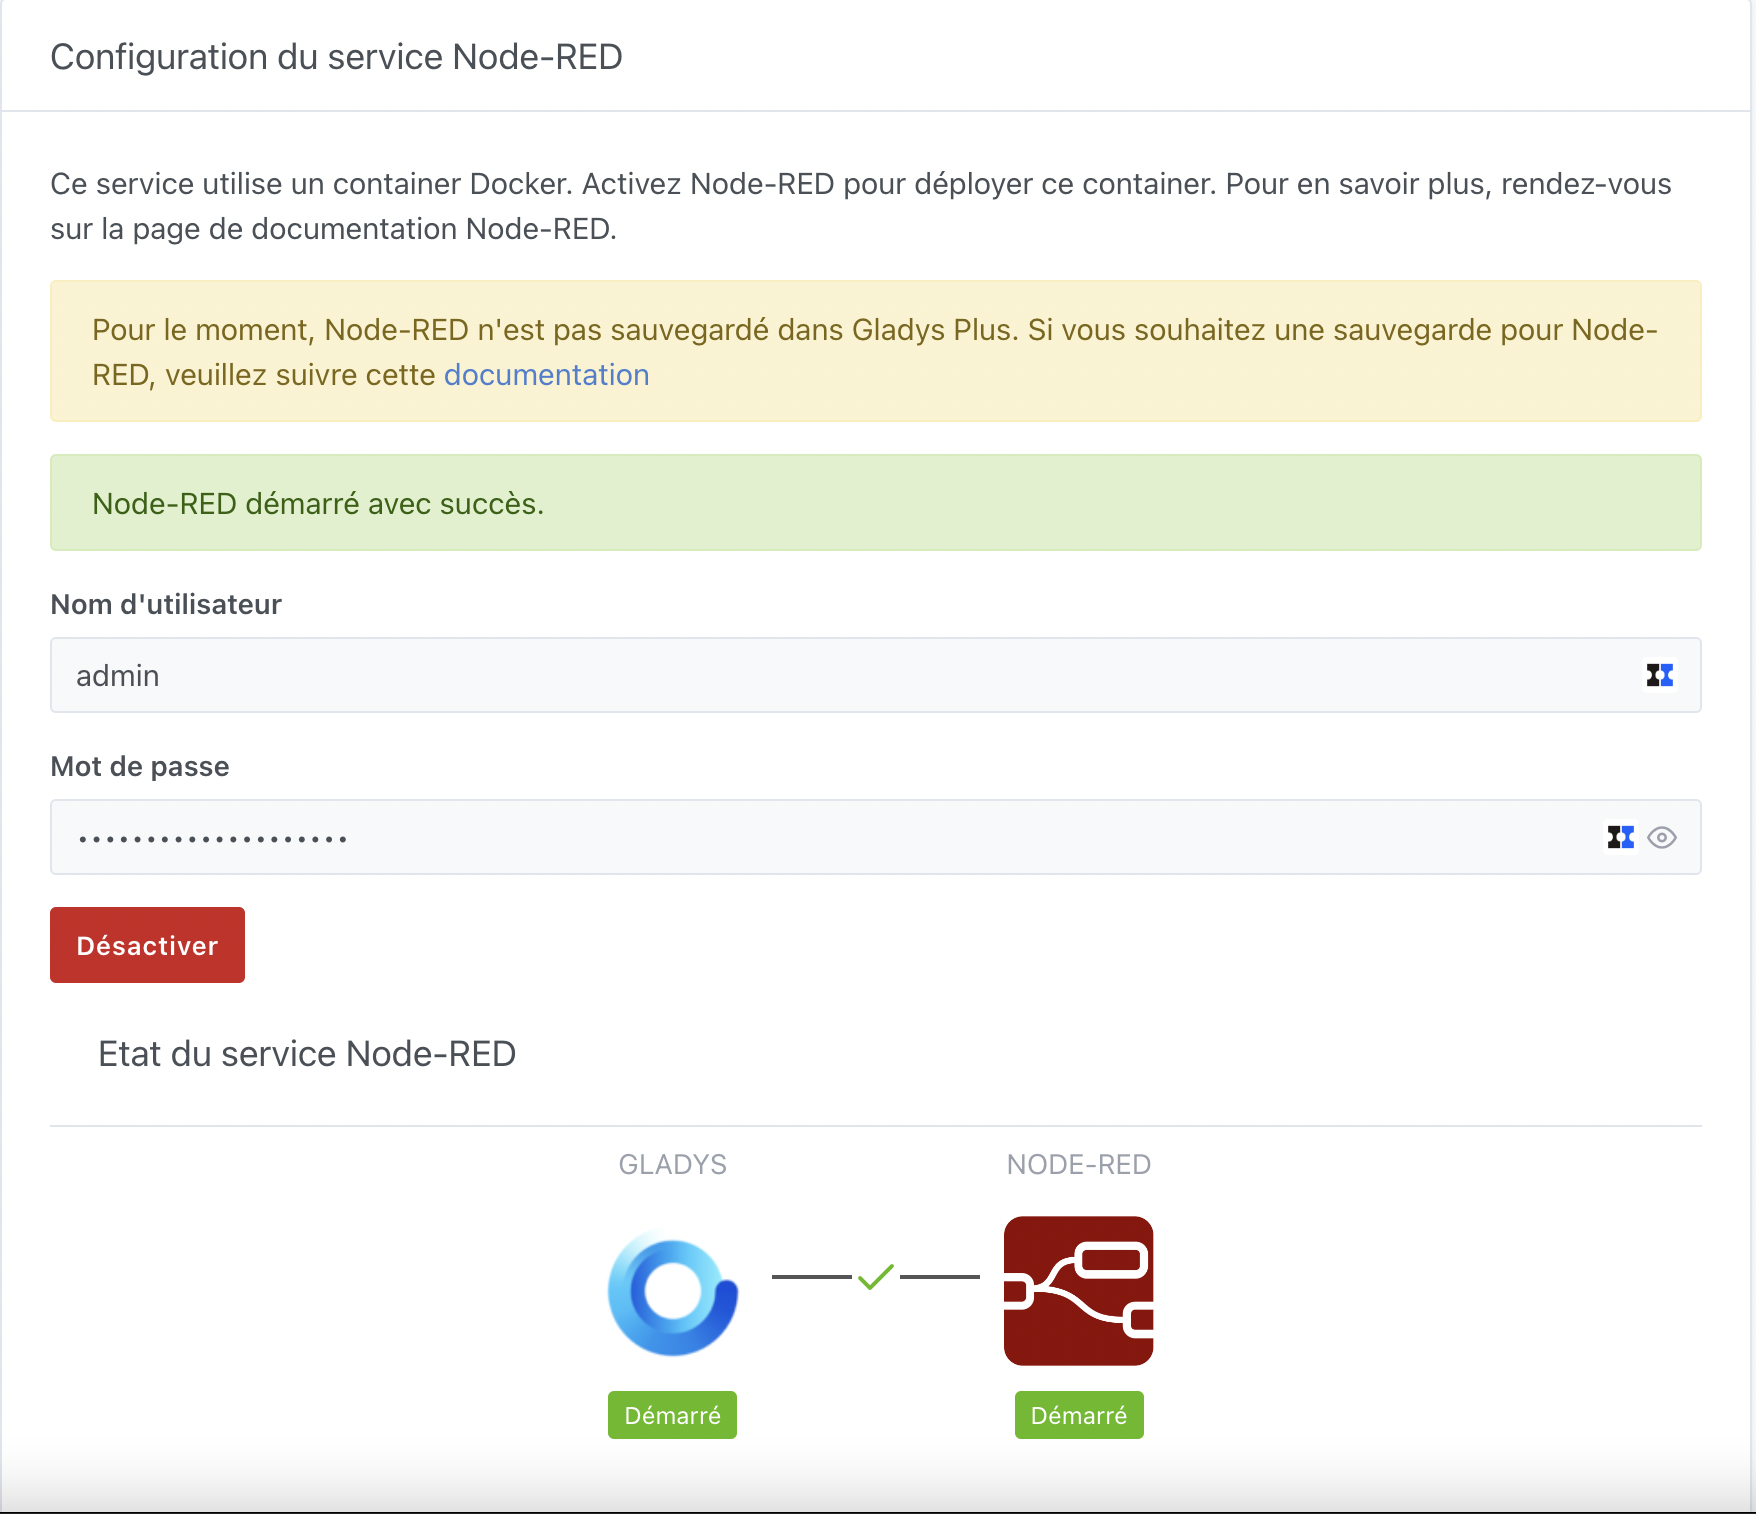 Configuration du service Node-RED
Ce service utilise un container Docker. Activez Node-RED pour déployer ce container. Pour en savoir plus, rendez-vous
sur la page de documentation Node-RED.
Pour le moment, Node-RED n'est pas sauvegardé dans Gladys Plus. Si vous souhaitez une sauvegarde pour Node-
RED, veuillez suivre cette documentation
Node-RED démarré avec succès.
Nom d'utilisateur
admin
Mot de passe
••••••••••••••••••••
Désactiver
Etat du service Node-RED
GLADYS NODE-RED
Démarré Démarré